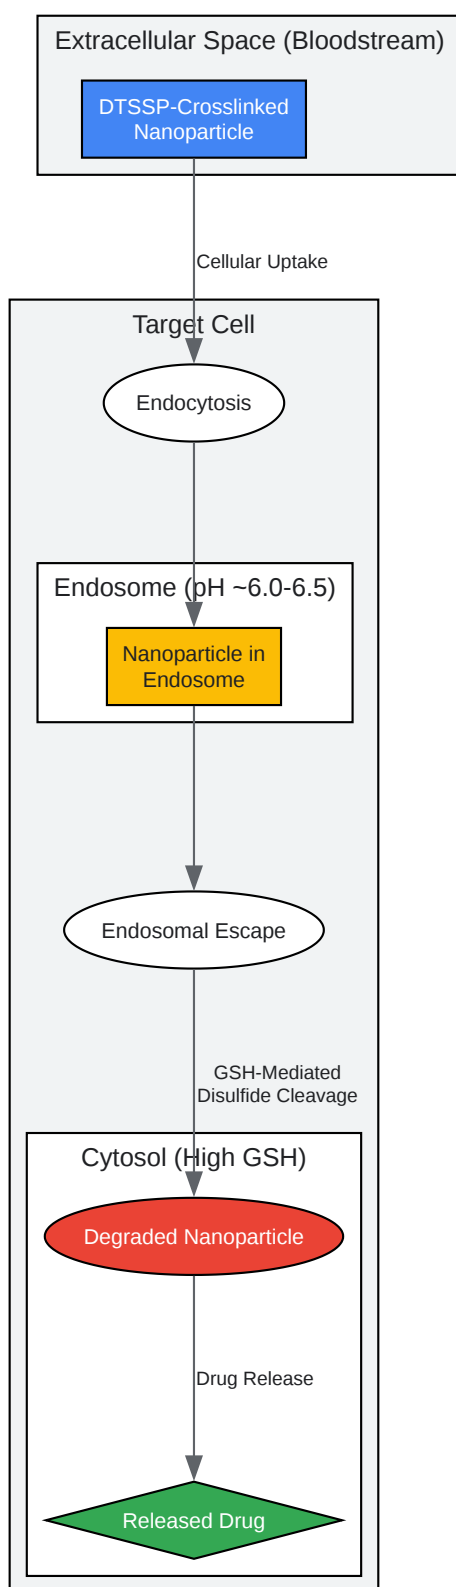 Extracellular Space (Bloodstream)
DTSSP-Crosslinked
Nanoparticle
Cellular Uptake
Target Cell
Endocytosis
Endosome (pH ~6.0-6.5)
Nanoparticle in
Endosome
Endosomal Escape
GSH-Mediated
Disulfide Cleavage
Cytosol (High GSH)
Degraded Nanoparticle
Drug Release
Released Drug